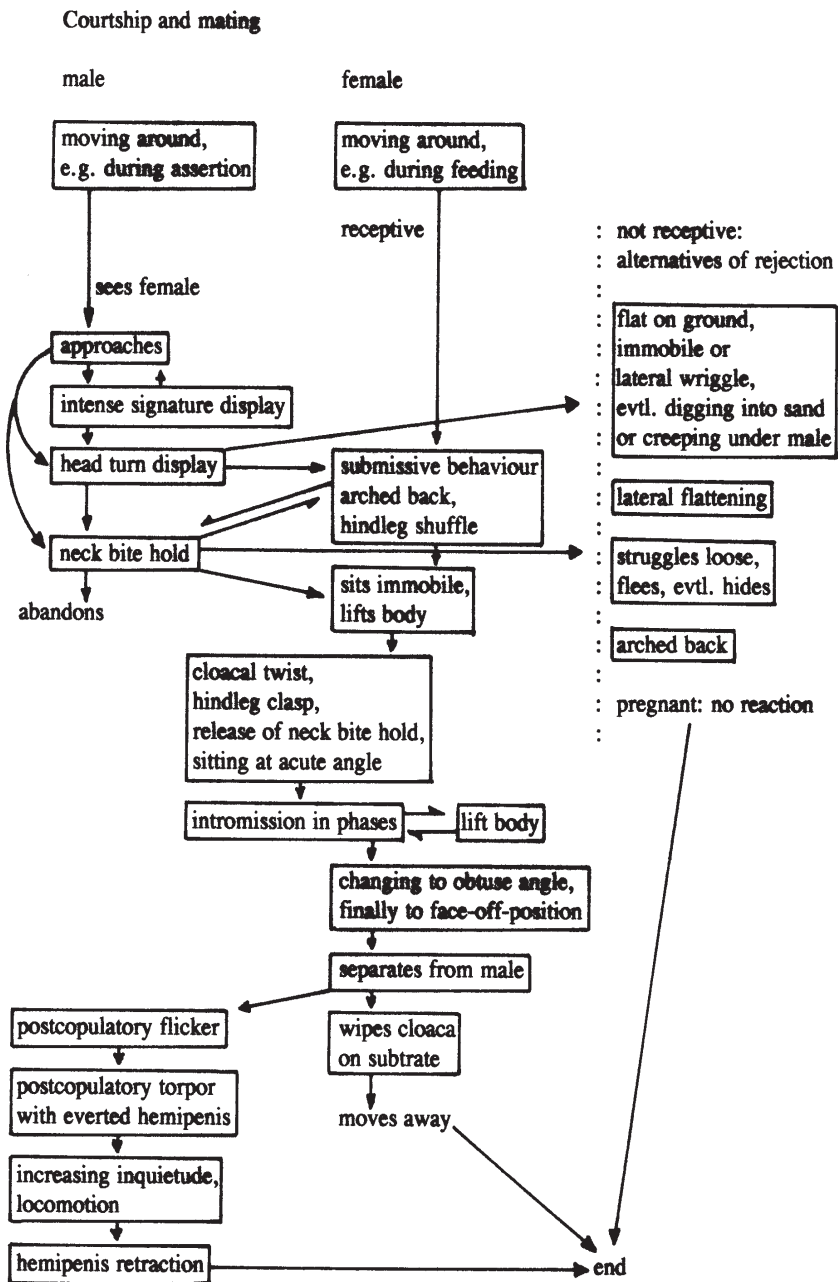 Courtship and mating
male
female
moving around,
e.g. during assertion
moving around,
e.g. during feeding
receptive
: not receptive:
: alternatives of rejection
:
sees female
: flat on ground,
: immobile or
: lateral wriggle,
: evtl. digging into sand
: or creeping under male
:
approaches
intense signature display
head turn display
submissive behaviour
arched back,
hindleg shuffle
: lateral flattening
:
neck bite hold
: struggles loose,
: flees, evtl. hides
:
abandons
sits immobile,
lifts body
: arched back
:
: pregnant: no reaction
:
cloacal twist,
hindleg clasp,
release of neck bite hold,
sitting at acute angle
intromission in phases
lift body
changing to obtuse angle,
finally to face-off-position
separates from male
postcopulatory flicker
wipes cloaca
on subtrate
postcopulatory torpor
with everted hemipenis
moves away
increasing inquietude,
locomotion
hemipenis retraction
end